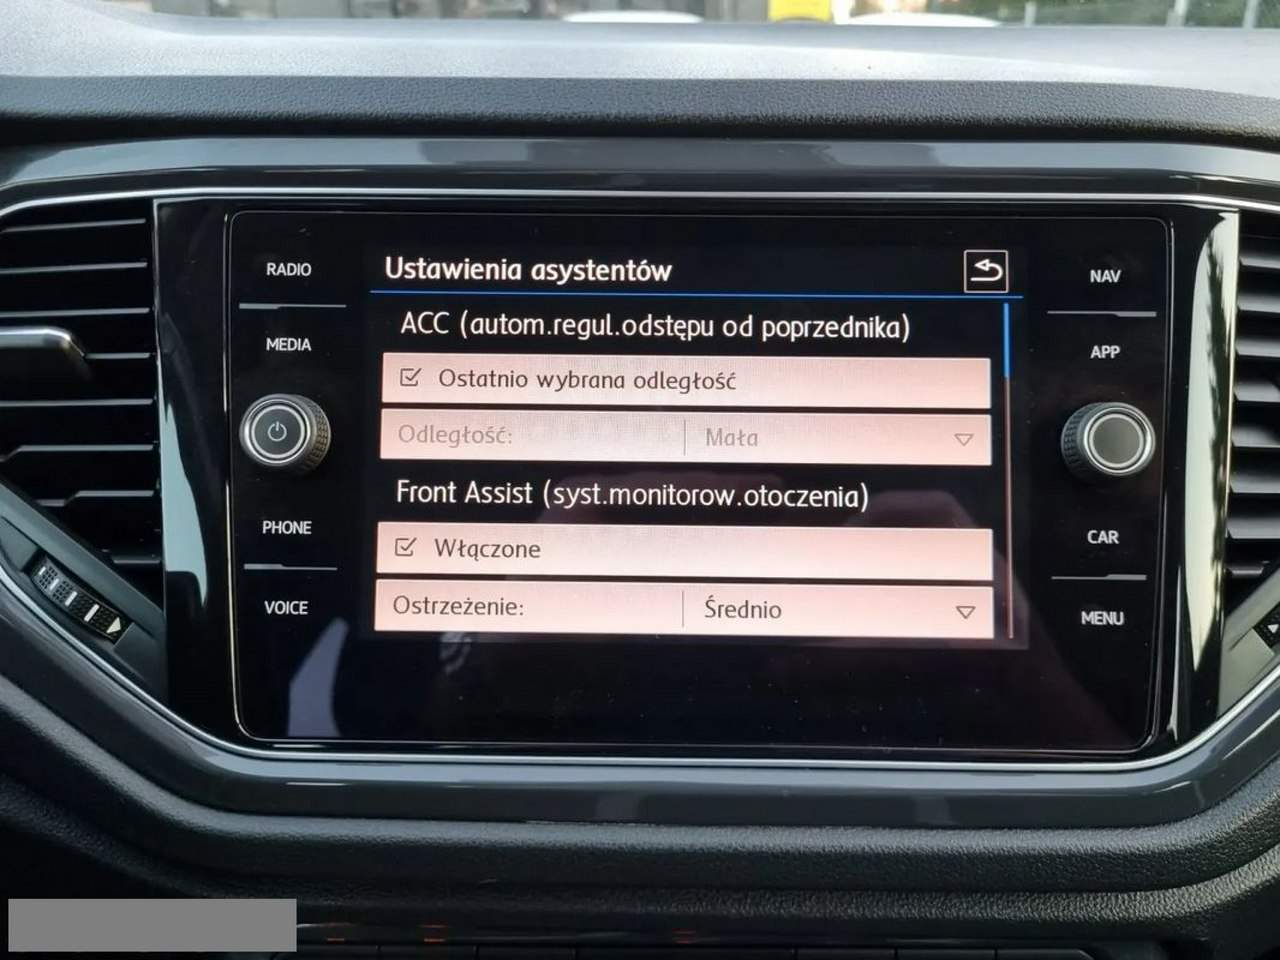 RADIO
MEDIA
PHONE
VOICE
Ustawienia asystentów
ACC (autom.regul.odstępu od poprzednika)
Ostatnio wybrana odległość
Odległość: Mała
Front Assist (syst.monitorow.otoczenia)
Włączone
Ostrzeżenie: Średnio
NAV
APP
CAR
MENU